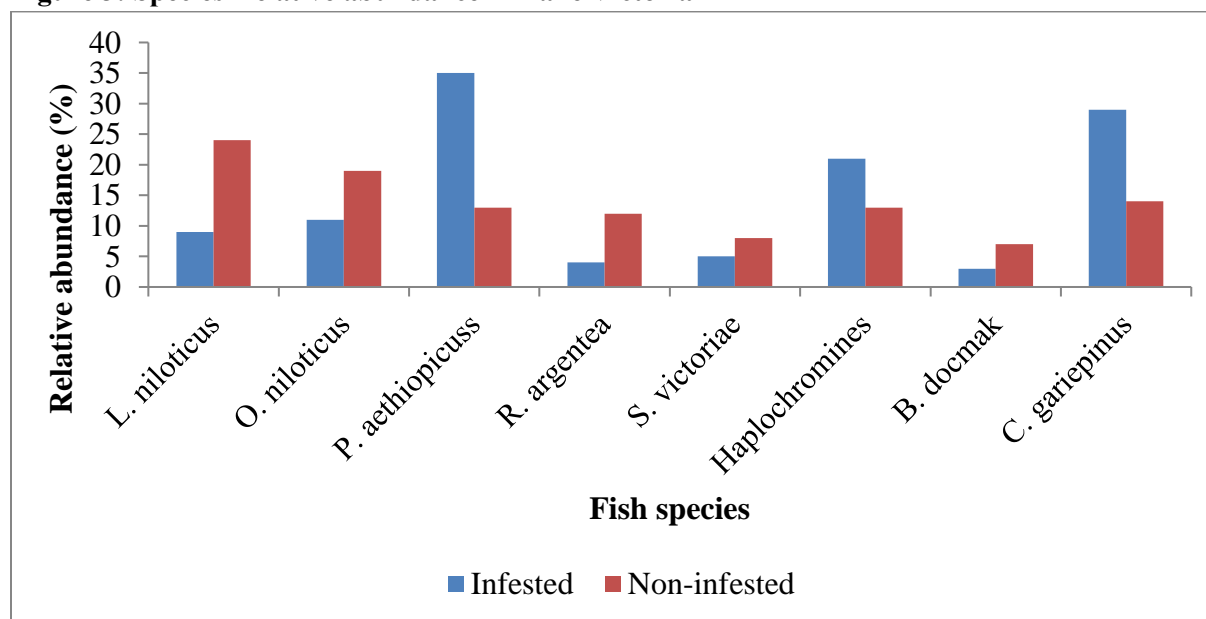 40
35
30
25
20
15
10
5
0
Relative abundance (%)
L. niloticus
O. niloticus
P. aethiopicuss
R. argentea
S. victoriae
Haplochromines
B. docmak
C. gariepinus
Fish species
Infested
Non-infested